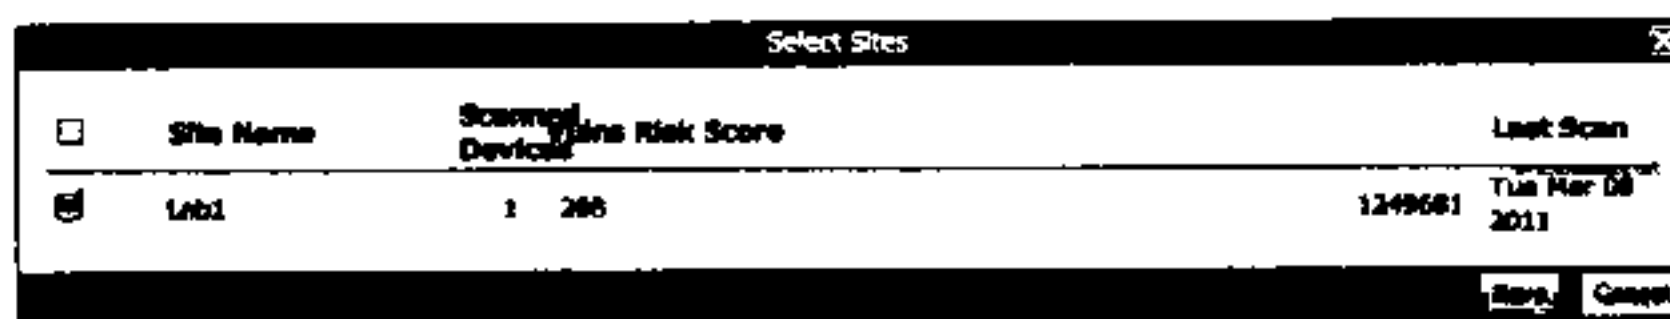 Select Sites
Site Name Scanned Devices Vulns Risk Score Last Scan
Lab1 1 208 1249681 Tue Mar 08 2011
Save Cancel